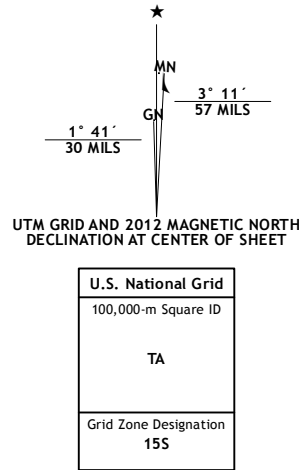 ★
MN
3° 11´
57 MILS
GN
1° 41´
30 MILS
UTM GRID AND 2012 MAGNETIC NORTH
DECLINATION AT CENTER OF SHEET
U.S. National Grid
100,000-m Square ID
TA
Grid Zone Designation
15S